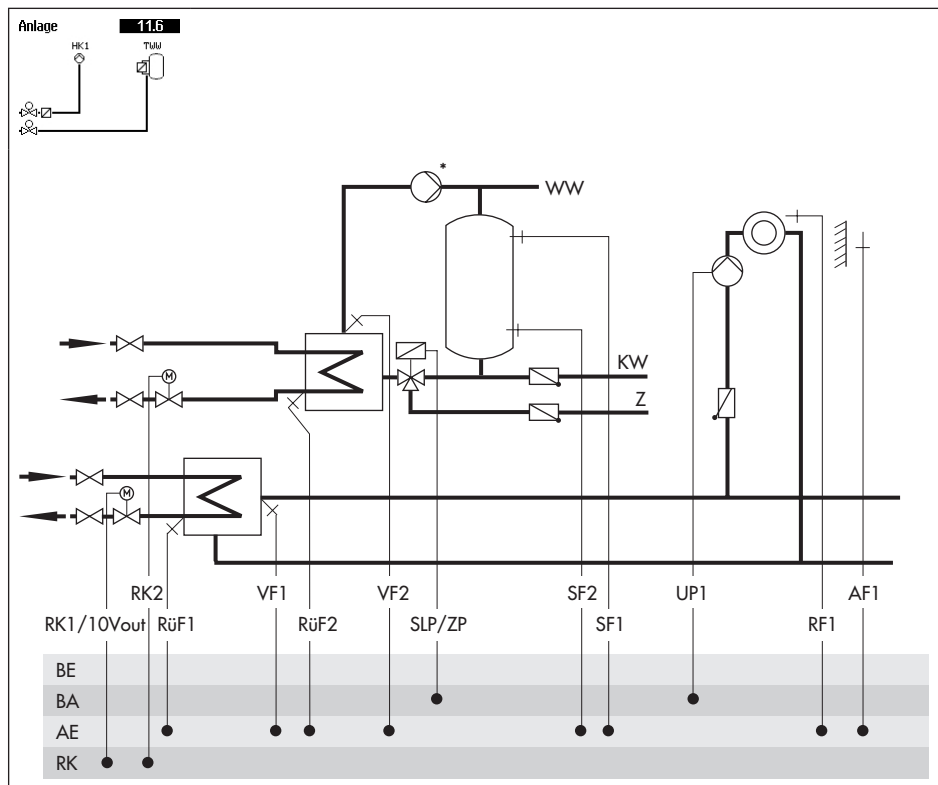 Anlage 11.6
HK1 TWW
*
WW
M
KW
Z
M
RK2 VF1 VF2 SF2 UP1 AF1
RK1/10Vout RüF1 RüF2 SLP/ZP SF1 RF1
BE
BA
AE
RK